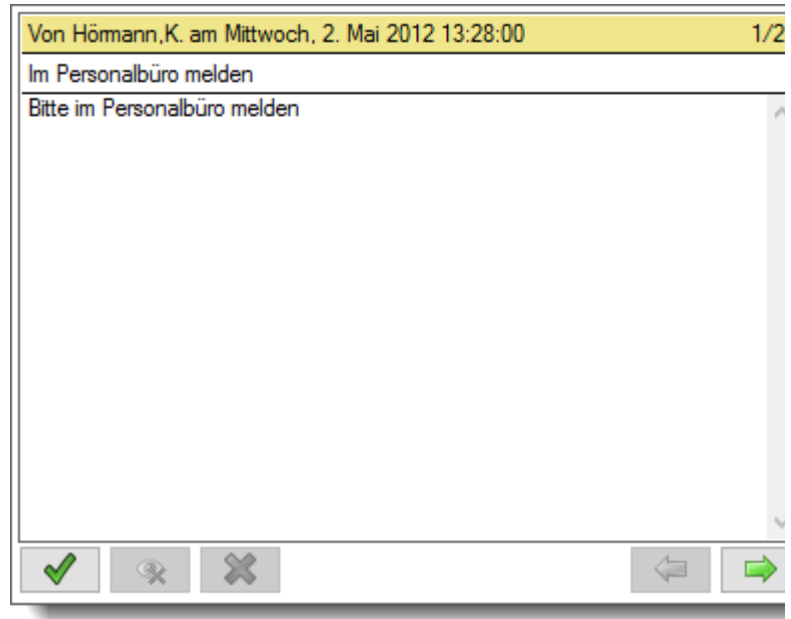 Von Hörmann,K. am Mittwoch, 2. Mai 2012 13:28:00 1/2
Im Personalbüro melden
Bitte im Personalbüro melden